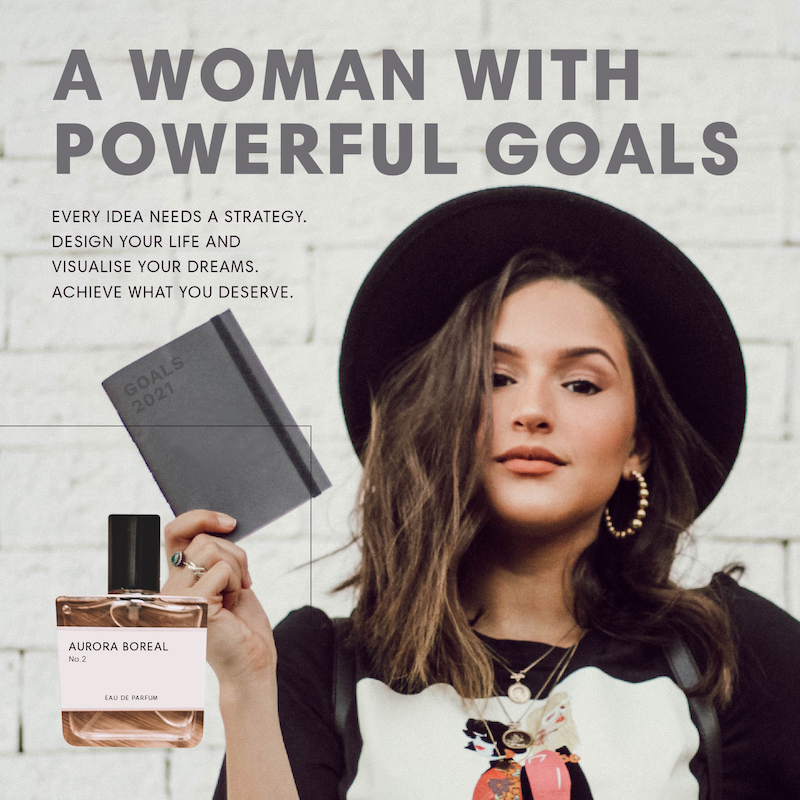 A WOMAN WITH
POWERFUL GOALS
EVERY IDEA NEEDS A STRATEGY.
DESIGN YOUR LIFE AND
VISUALISE YOUR DREAMS.
ACHIEVE WHAT YOU DESERVE.
GOALS
2021
AURORA BOREAL
No.2
EAU DE PARFUM